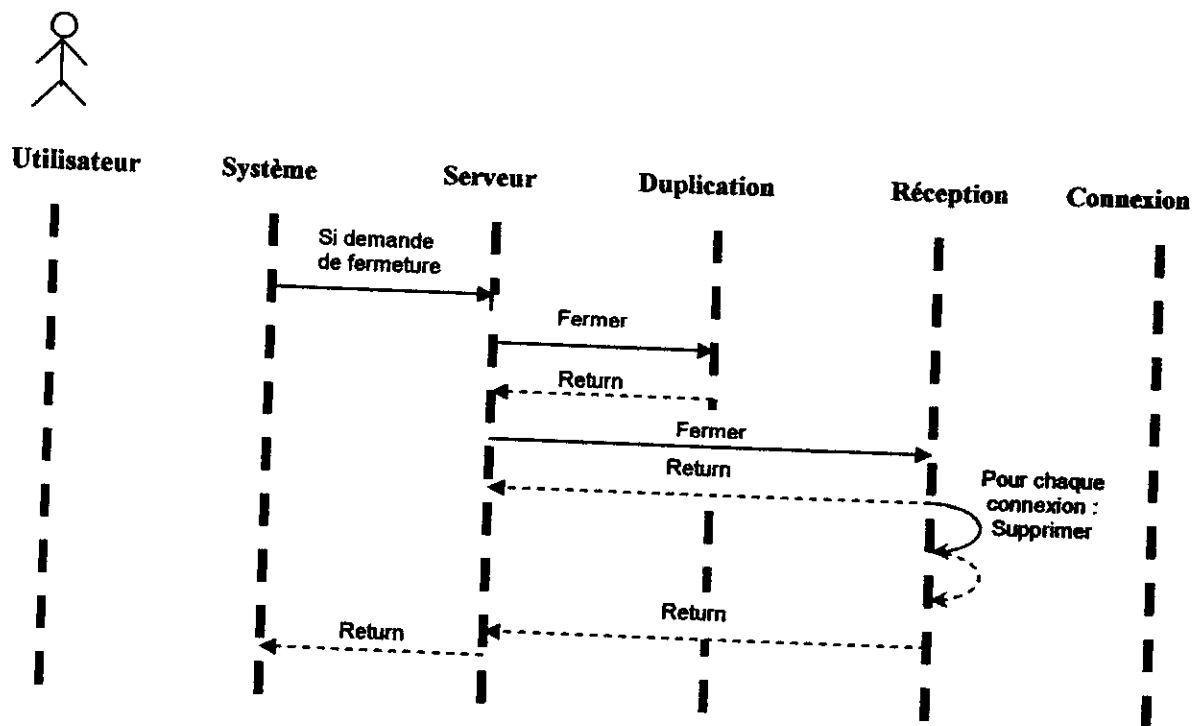 Utilisateur
Système
Serveur
Duplication
Réception
Connexion
Si demande
de fermeture
Fermer
Return
Fermer
Return
Pour chaque
connexion :
Supprimer
Return
Return